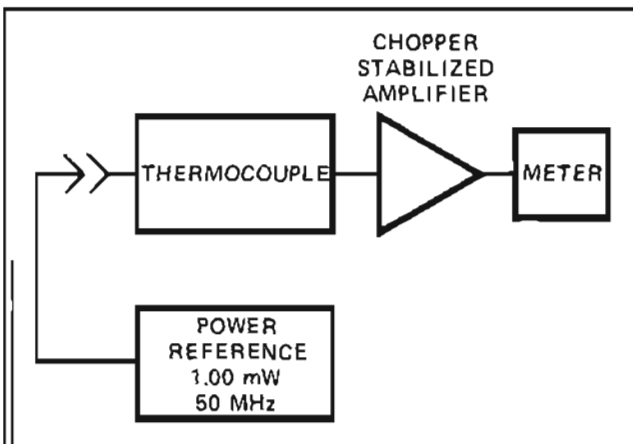 CHOPPER
STABILIZED
AMPLIFIER
THERMOCOUPLE
METER
POWER
REFERENCE
1.00 mW
50 MHz